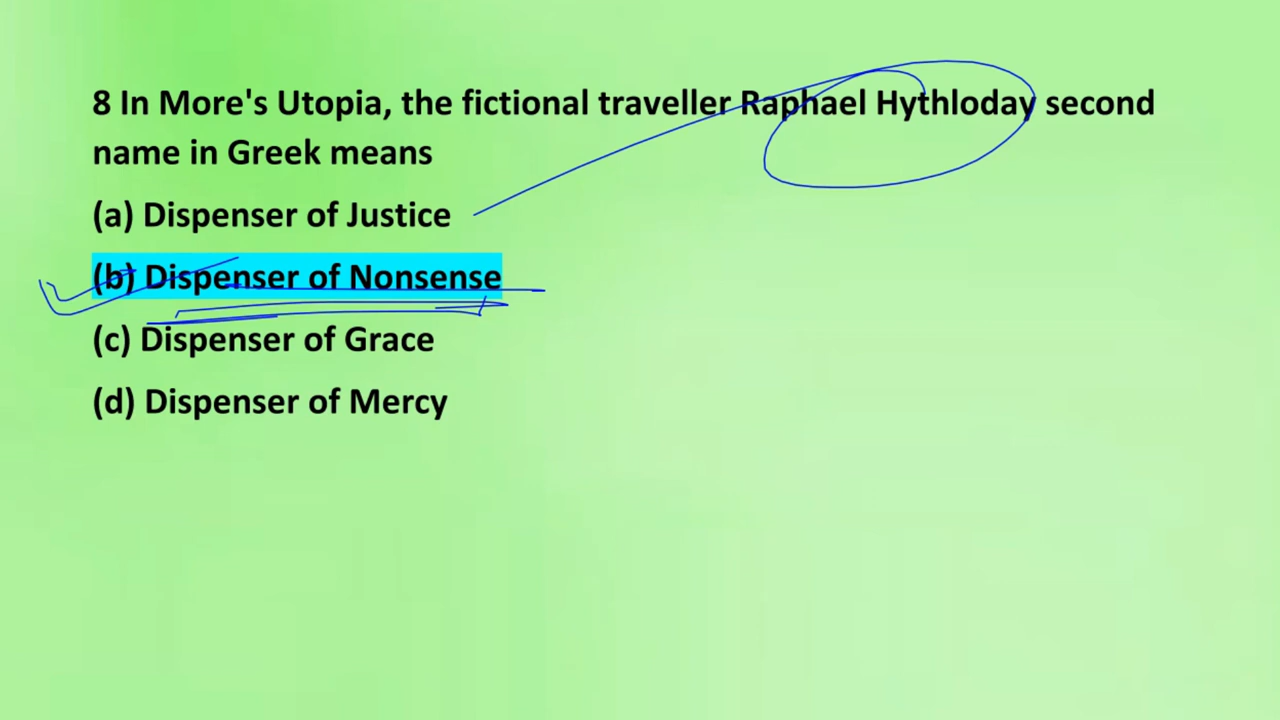 8 In More's Utopia, the fictional traveller Raphael Hythloday second
name in Greek means
(a) Dispenser of Justice
(b) Dispenser of Nonsense
(c) Dispenser of Grace
(d) Dispenser of Mercy